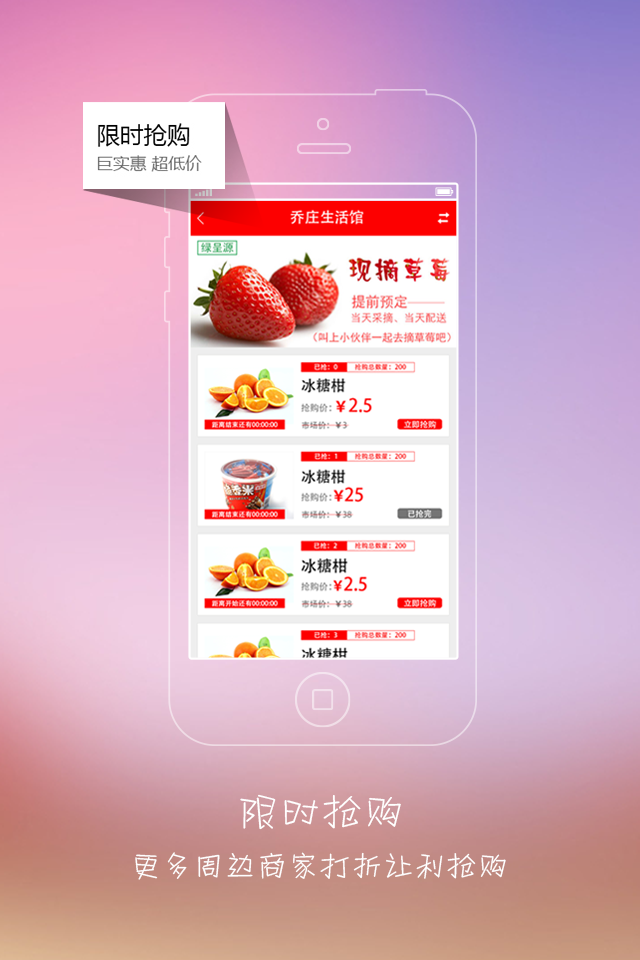 限时抢购
巨实惠 超低价
乔庄生活馆
绿呈源
现摘草莓
提前预定
当天采摘、当天配送
（叫上小伙伴一起去摘草莓吧）
已抢：0 抢购总数量：200
冰糖柑
抢购价：￥2.5
市场价：￥3
距离结束还有00:00:00
立即抢购
已抢：1 抢购总数量：200
冰糖柑
抢购价：￥25
市场价：￥38
距离结束还有00:00:00
已抢完
已抢：2 抢购总数量：200
冰糖柑
抢购价：￥2.5
市场价：￥38
距离开始还有00:00:00
立即抢购
已抢：3 抢购总数量：200
冰糖柑
限时抢购
更多周边商家打折让利抢购